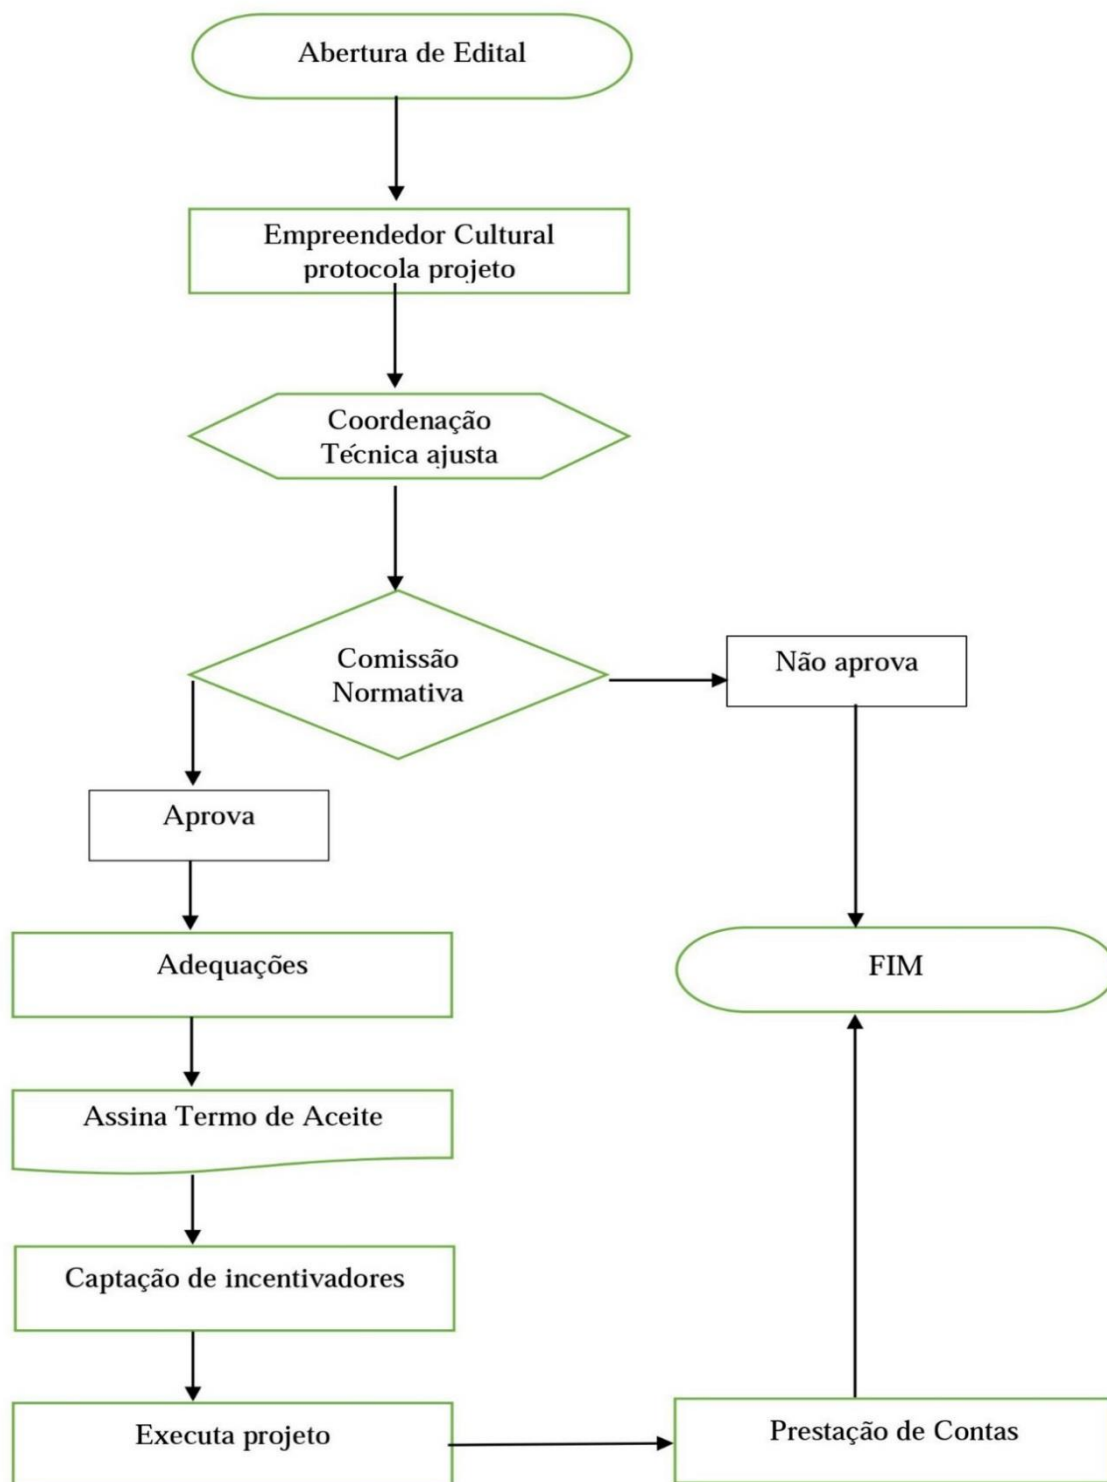 Abertura de Edital
Empreendedor Cultural
protocola projeto
Coordenação
Técnica ajusta
Comissão
Normativa
Não aprova
Aprova
Adequações
FIM
Assina Termo de Aceite
Captação de incentivadores
Executa projeto
Prestação de Contas